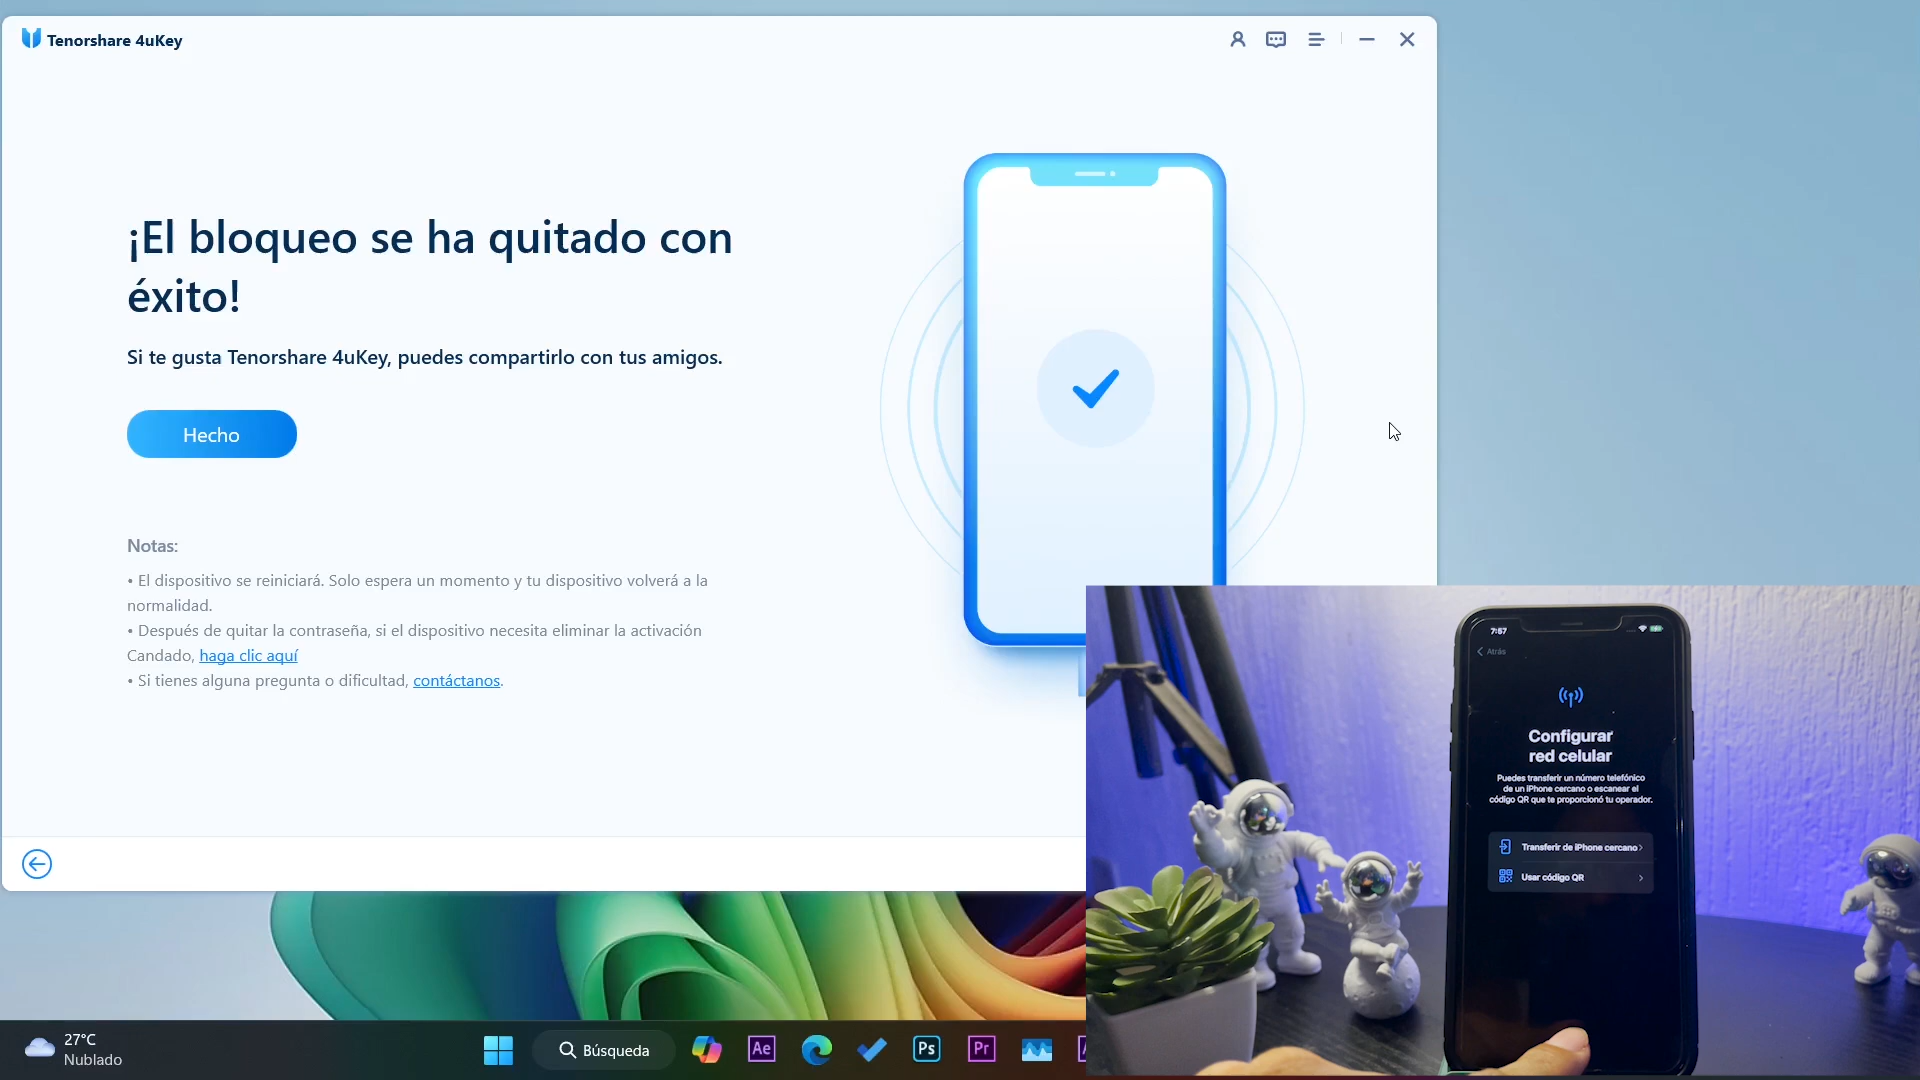 Tenorshare 4uKey
¡El bloqueo se ha quitado con
éxito!
Si te gusta Tenorshare 4uKey, puedes compartirlo con tus amigos.
Hecho
Notas:
• El dispositivo se reiniciará. Solo espera un momento y tu dispositivo volverá a la
normalidad.
• Después de quitar la contraseña, si el dispositivo necesita eliminar la activación
Candado, haga clic aquí
• Si tienes alguna pregunta o dificultad, contáctanos.
7:57
Atrás
Configurar
red celular
Puedes transferir un número telefónico
de un iPhone cercano o escanear el
código QR que te proporcionó tu operador.
Transferir de iPhone cercano
Usar código QR
27°C
Nublado
Búsqueda
Ae
Ps
Pr